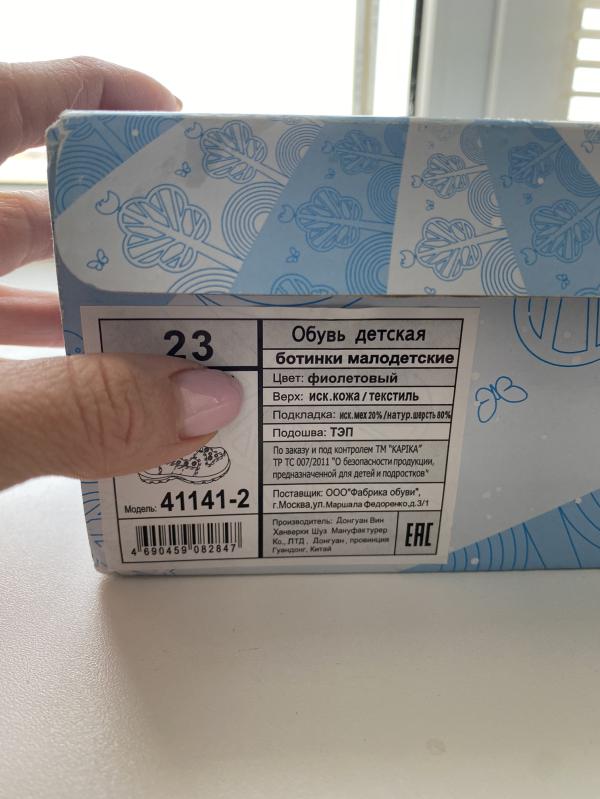 23
Обувь детская
ботинки малодетские
Цвет: фиолетовый
Верх: иск.кожа / текстиль
Подкладка: иск. мех 20% / натур. шерсть 80%
Подошва: ТЭП
По заказу и под контролем ТМ "KAPIKA"
ТР ТС 007/2011 "О безопасности продукции,
предназначенной для детей и подростков"
Модель: 41141-2
Поставщик: ООО"Фабрика обуви",
г.Москва,ул.Маршала Федоренко,д.3/1
4 690459 082847
Производитель: Донгуан Вин
Ханверки Шуз Мануфактурер
Ко., ЛТД , Донгуан , провинция
Гуандонг, Китай
EAC